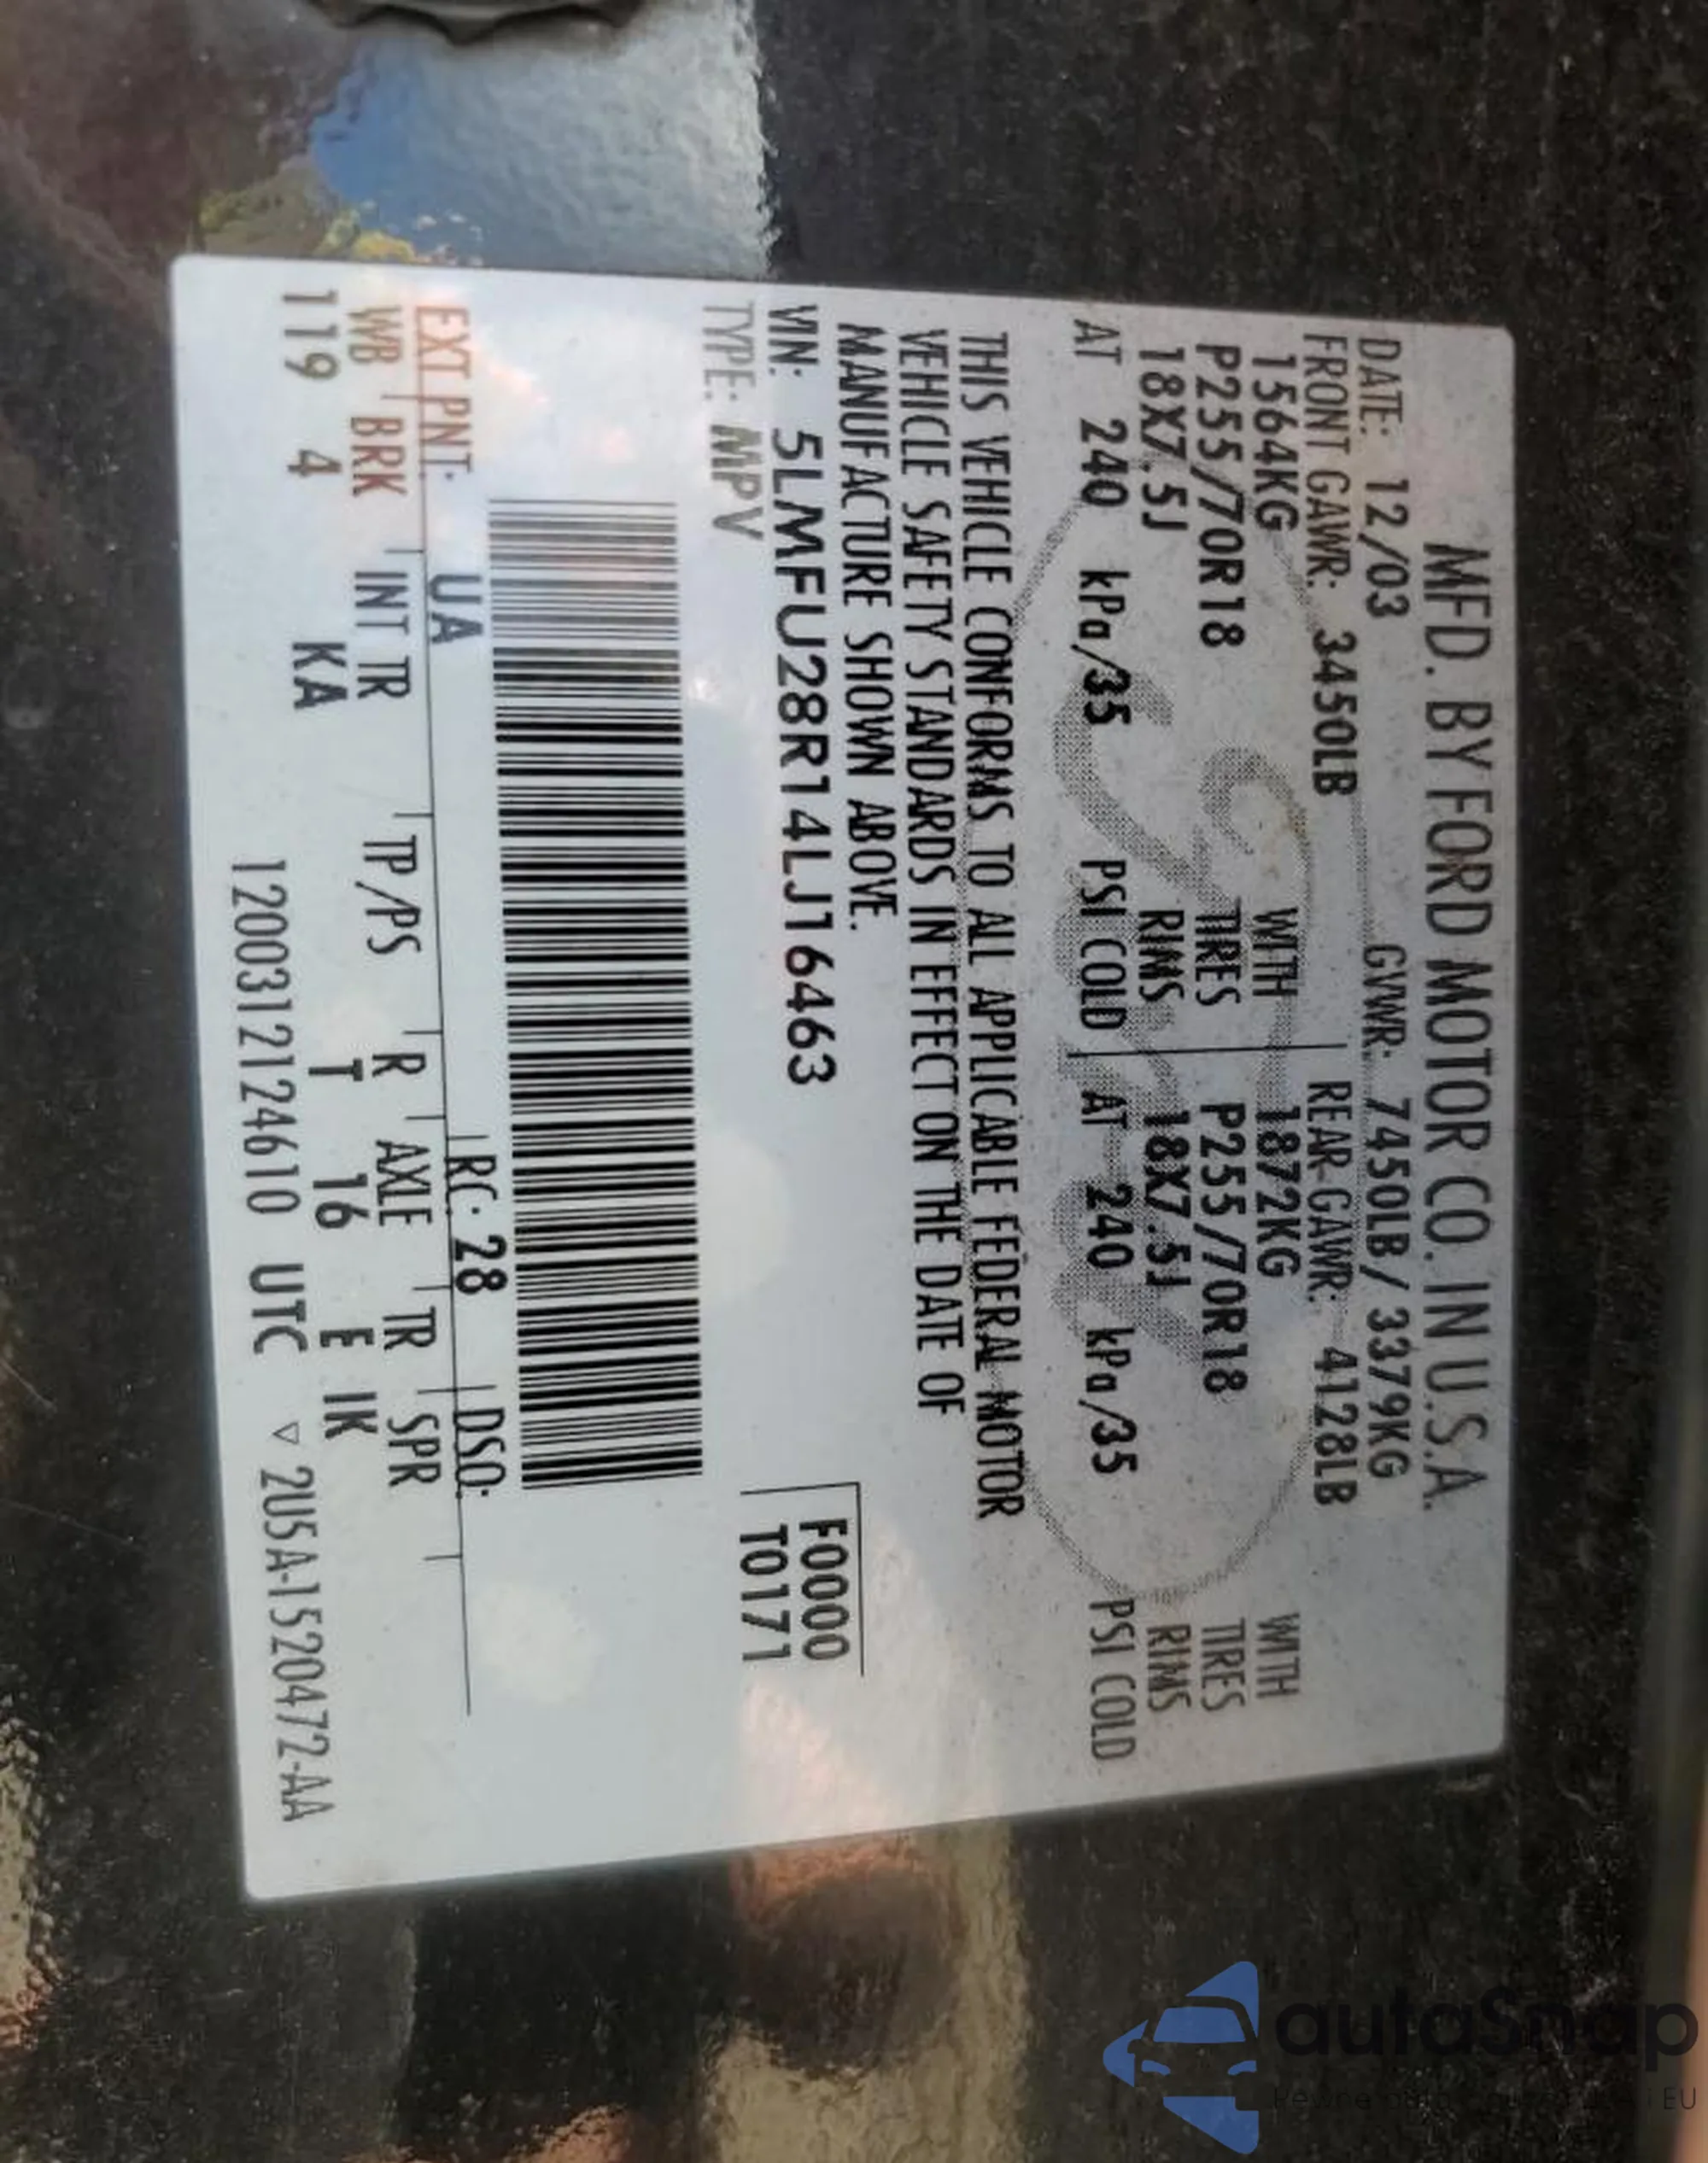 MFD. BY FORD MOTOR CO. IN U.S.A.
DATE: 12/03 GVWR: 7450LB/ 3379KG
FRONT GAWR: 3450LB REAR GAWR: 4128LB
1564KG WITH 1872KG WITH
P255/70R18 TIRES P255/70R18 TIRES
18X7.5J RIMS 18X7.5J RIMS
AT 240 kPa/35 PSI COLD AT 240 kPa/35 PSI COLD
THIS VEHICLE CONFORMS TO ALL APPLICABLE FEDERAL MOTOR
VEHICLE SAFETY STANDARDS IN EFFECT ON THE DATE OF
MANUFACTURE SHOWN ABOVE.
VIN: 5LMFU28R14LJ16463 F0000
TYPE: MPV T0171
EXT PNT: UA RC: 28 DSO:
WB BRK INT TR TP/PS R AXLE TR SPR
119 4 KA T 16 E IK
12003121246​10 UTC ▽ 2U5A-1520472-AA
autoSnap
EU